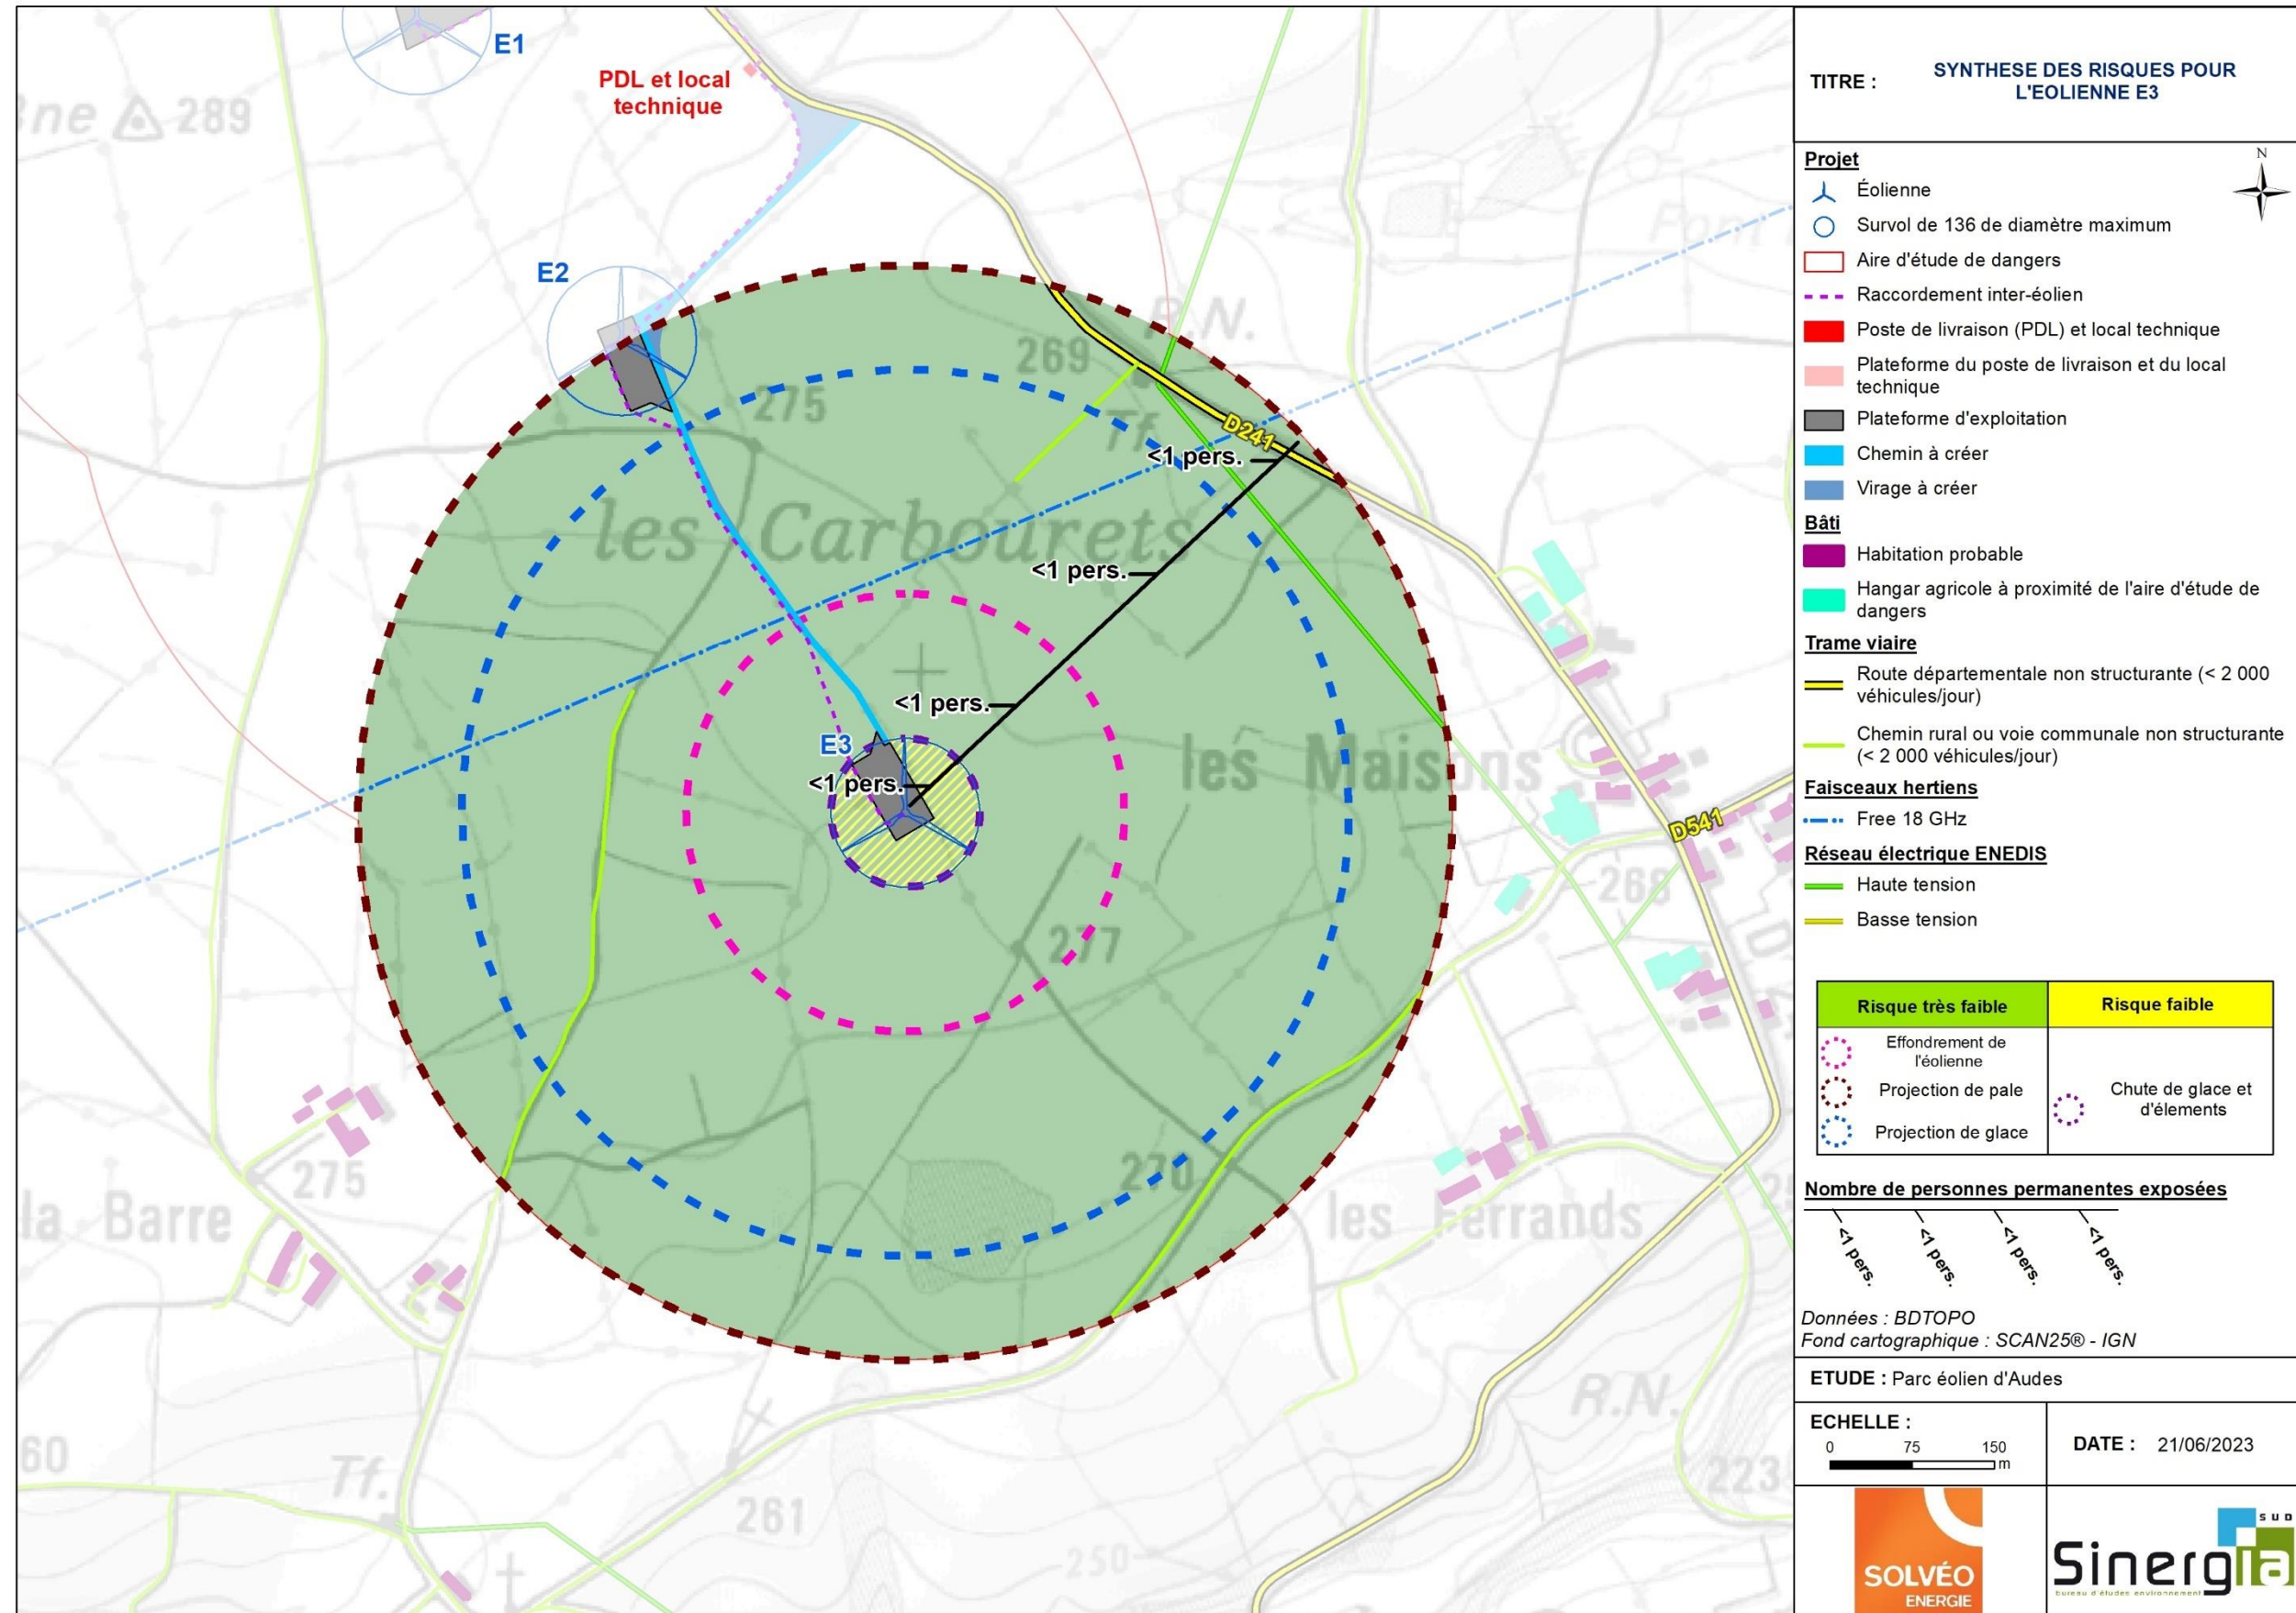 E1
PDL et local
technique
ne 289
E2
R.N.
269
275
Tf.
D241
<1 pers.
les Carbourets
<1 pers.
<1 pers.
E3
les Maisons
<1 pers.
D541
268
277
270
275
la Barre
les Ferrands
R.N.
60
Tf.
223
261
250
TITRE :
SYNTHESE DES RISQUES POUR
L'EOLIENNE E3
N
Projet
Éolienne
Survol de 136 de diamètre maximum
Aire d'étude de dangers
Raccordement inter-éolien
Poste de livraison (PDL) et local technique
Plateforme du poste de livraison et du local
technique
Plateforme d'exploitation
Chemin à créer
Virage à créer
Bâti
Habitation probable
Hangar agricole à proximité de l'aire d'étude de
dangers
Trame viaire
Route départementale non structurante (< 2 000
véhicules/jour)
Chemin rural ou voie communale non structurante
(< 2 000 véhicules/jour)
Faisceaux hertiens
Free 18 GHz
Réseau électrique ENEDIS
Haute tension
Basse tension
Risque très faible
Risque faible
Effondrement de
l'éolienne
Projection de pale
Projection de glace
Chute de glace et
d'élements
Nombre de personnes permanentes exposées
<1 pers.
<1 pers.
<1 pers.
<1 pers.
Données : BDTOPO
Fond cartographique : SCAN25® - IGN
ETUDE : Parc éolien d'Audes
ECHELLE :
0 75 150
m
DATE : 21/06/2023
SOLVÉO
ENERGIE
SUD
Sinergia
bureau d'études environnement